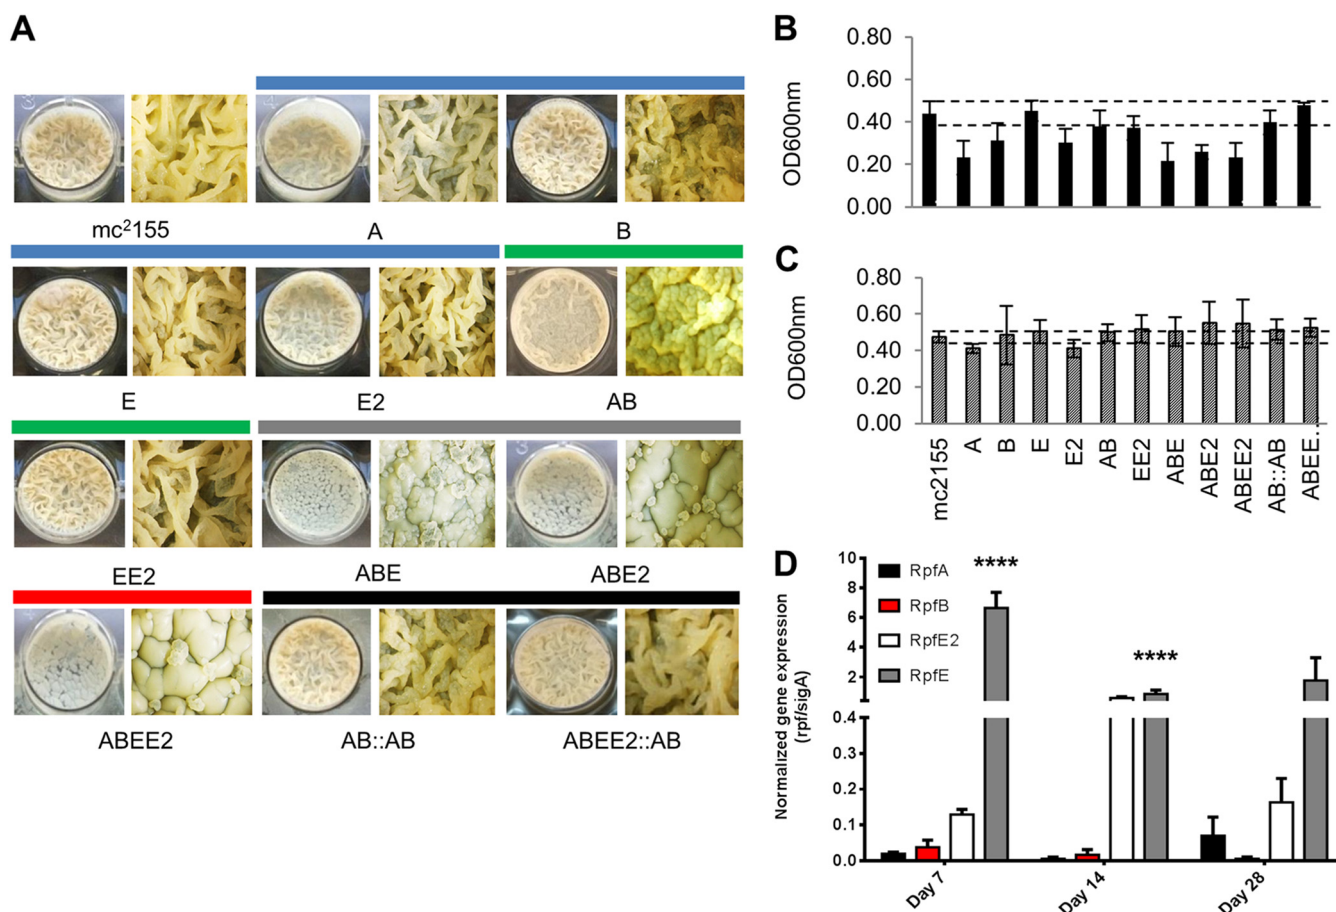 A
mc²155
A
B
E
E2
AB
EE2
ABE
ABE2
ABEE2
AB::AB
ABEE2::AB
B
OD600nm
0.80
0.60
0.40
0.20
0.00
C
OD600nm
0.80
0.60
0.40
0.20
0.00
mc2155
A
B
E
E2
AB
EE2
ABE
ABE2
ABEE2
AB::AB
ABEE...
D
Normalized gene expression
(rpf/sigA)
10
8
6
4
2
0.4
0.3
0.2
0.1
0.0
RpfA
RpfB
RpfE2
RpfE
****
****
Day 7
Day 14
Day 28